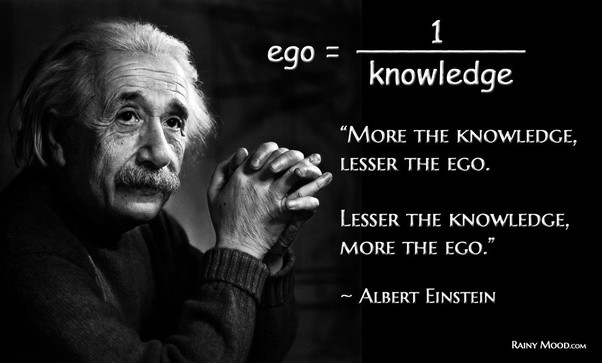 ego = 1
knowledge
“More the knowledge,
lesser the ego.
Lesser the knowledge,
more the ego.”
~ Albert Einstein
Rainy Mood.com